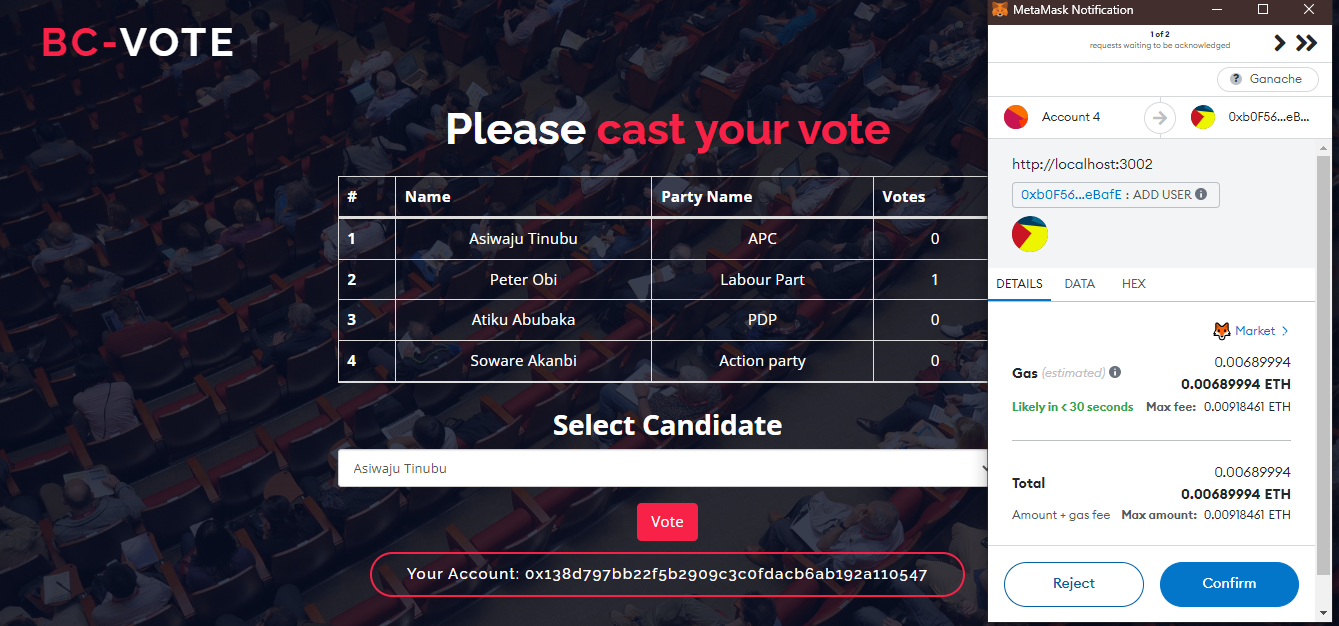 BC-VOTE
Please cast your vote
# Name Party Name Votes
1 Asiwaju Tinubu APC 0
2 Peter Obi Labour Part 1
3 Atiku Abubaka PDP 0
4 Soware Akanbi Action party 0
Select Candidate
Asiwaju Tinubu
Vote
Your Account: 0x138d797bb22f5b2909c3c0fdacb6ab192a110547
MetaMask Notification
1 of 2
requests waiting to be acknowledged
? Ganache
Account 4 0xb0F56...eB...
http://localhost:3002
0xb0F56...eBafE : ADD USER
DETAILS DATA HEX
Market >
0.00689994
Gas (estimated) 0.00689994 ETH
Likely in < 30 seconds Max fee: 0.00918461 ETH
0.00689994
Total 0.00689994 ETH
Amount + gas fee Max amount: 0.00918461 ETH
Reject Confirm